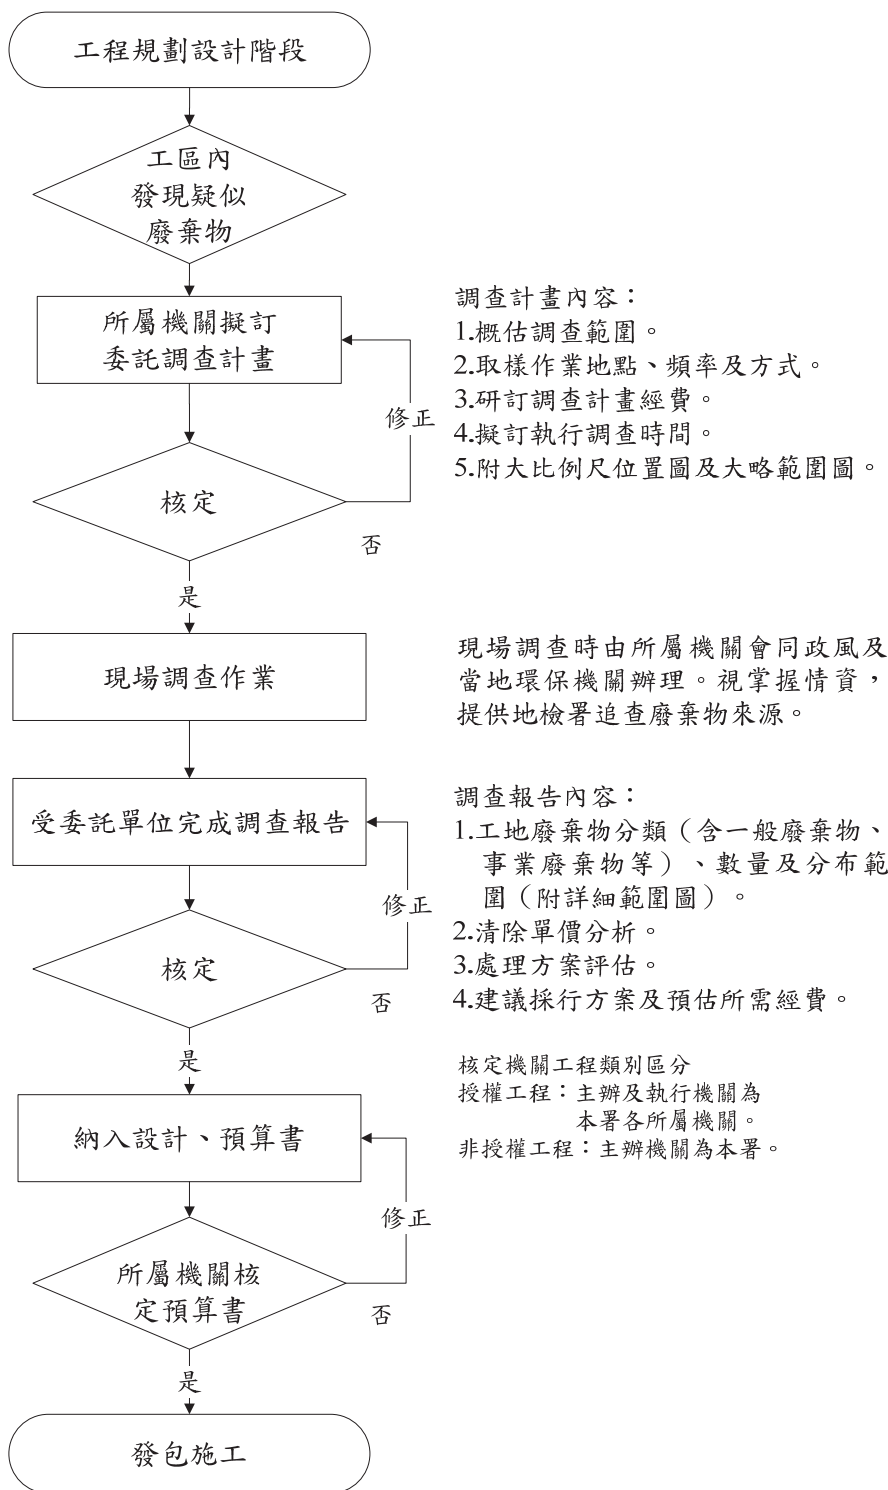 工程規劃設計階段
工區內
發現疑似
廢棄物
所屬機關擬訂
委託調查計畫
調查計畫內容：
1.概估調查範圍。
2.取樣作業地點、頻率及方式。
3.研訂調查計畫經費。
4.擬訂執行調查時間。
5.附大比例尺位置圖及大略範圍圖。
修正
核定
否
是
現場調查作業
現場調查時由所屬機關會同政風及
當地環保機關辦理。視掌握情資，
提供地檢署追查廢棄物來源。
受委託單位完成調查報告
調查報告內容：
1.工地廢棄物分類（含一般廢棄物、
事業廢棄物等）、數量及分布範
圍（附詳細範圍圖）。
2.清除單價分析。
3.處理方案評估。
4.建議採行方案及預估所需經費。
修正
核定
否
是
核定機關工程類別區分
授權工程：主辦及執行機關為
本署各所屬機關。
非授權工程：主辦機關為本署。
納入設計、預算書
修正
所屬機關核
定預算書
否
是
發包施工